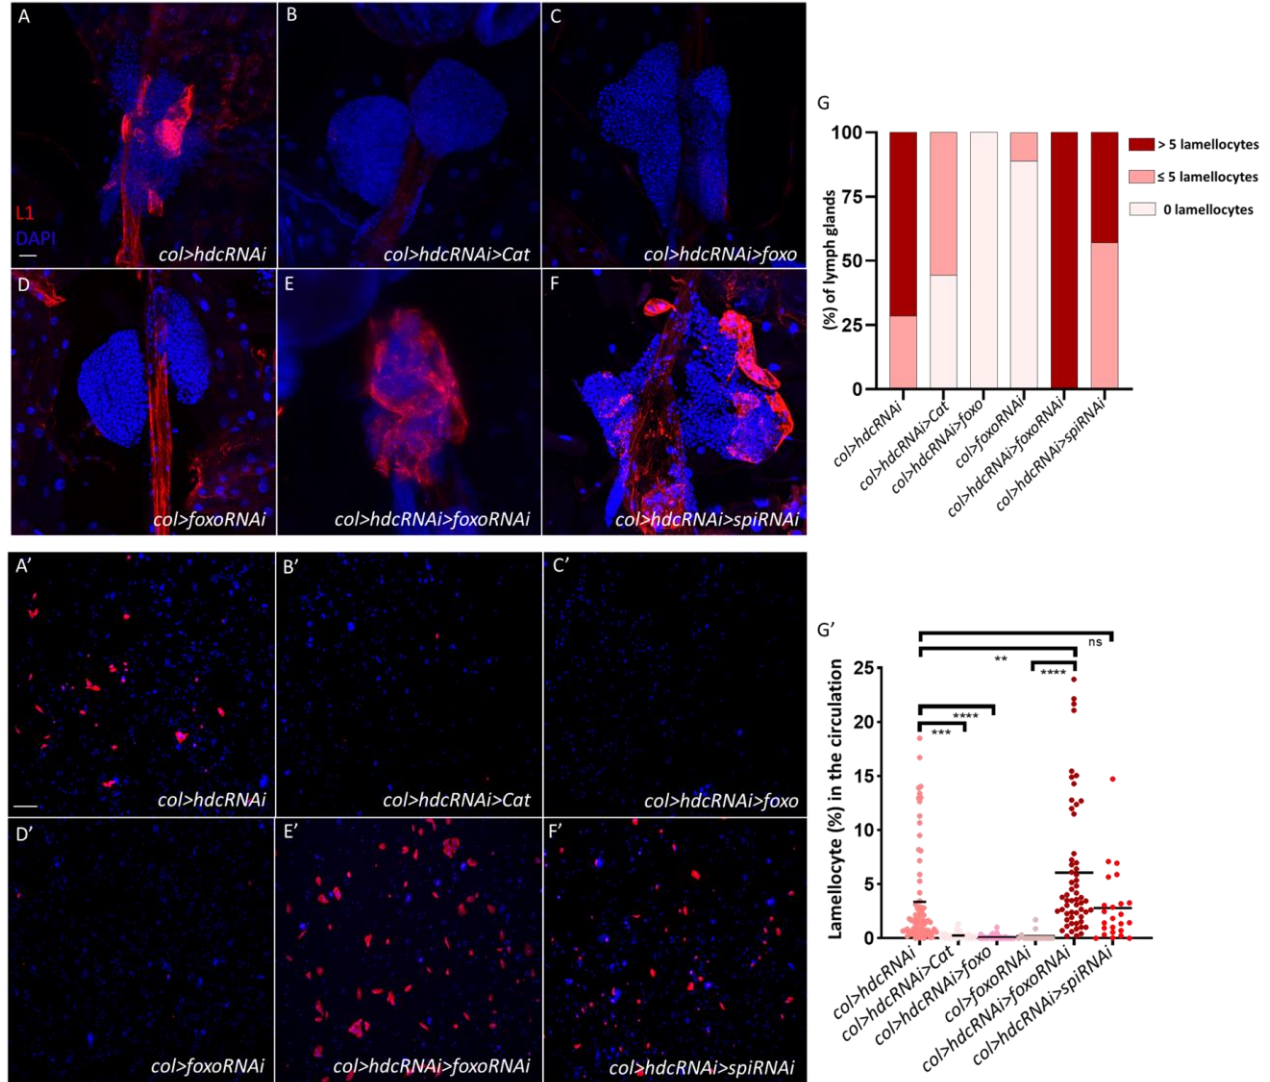 A
L1
DAPI
col>hdcRNAi
B
col>hdcRNAi>Cat
C
col>hdcRNAi>foxo
D
col>foxoRNAi
E
col>hdcRNAi>foxoRNAi
F
col>hdcRNAi>spiRNAi
G
(%) of lymph glands
100
75
50
25
0
> 5 lamellocytes
≤ 5 lamellocytes
0 lamellocytes
col>hdcRNAi
col>hdcRNAi>Cat
col>hdcRNAi>foxo
col>foxoRNAi
col>hdcRNAi>foxoRNAi
col>hdcRNAi>spiRNAi
A'
col>hdcRNAi
B'
col>hdcRNAi>Cat
C'
col>hdcRNAi>foxo
D'
col>foxoRNAi
E'
col>hdcRNAi>foxoRNAi
F'
col>hdcRNAi>spiRNAi
G'
Lamellocyte (%) in the circulation
25
20
15
10
5
0
ns
**
****
****
***
col>hdcRNAi
col>hdcRNAi>Cat
col>hdcRNAi>foxo
col>foxoRNAi
col>hdcRNAi>foxoRNAi
col>hdcRNAi>spiRNAi